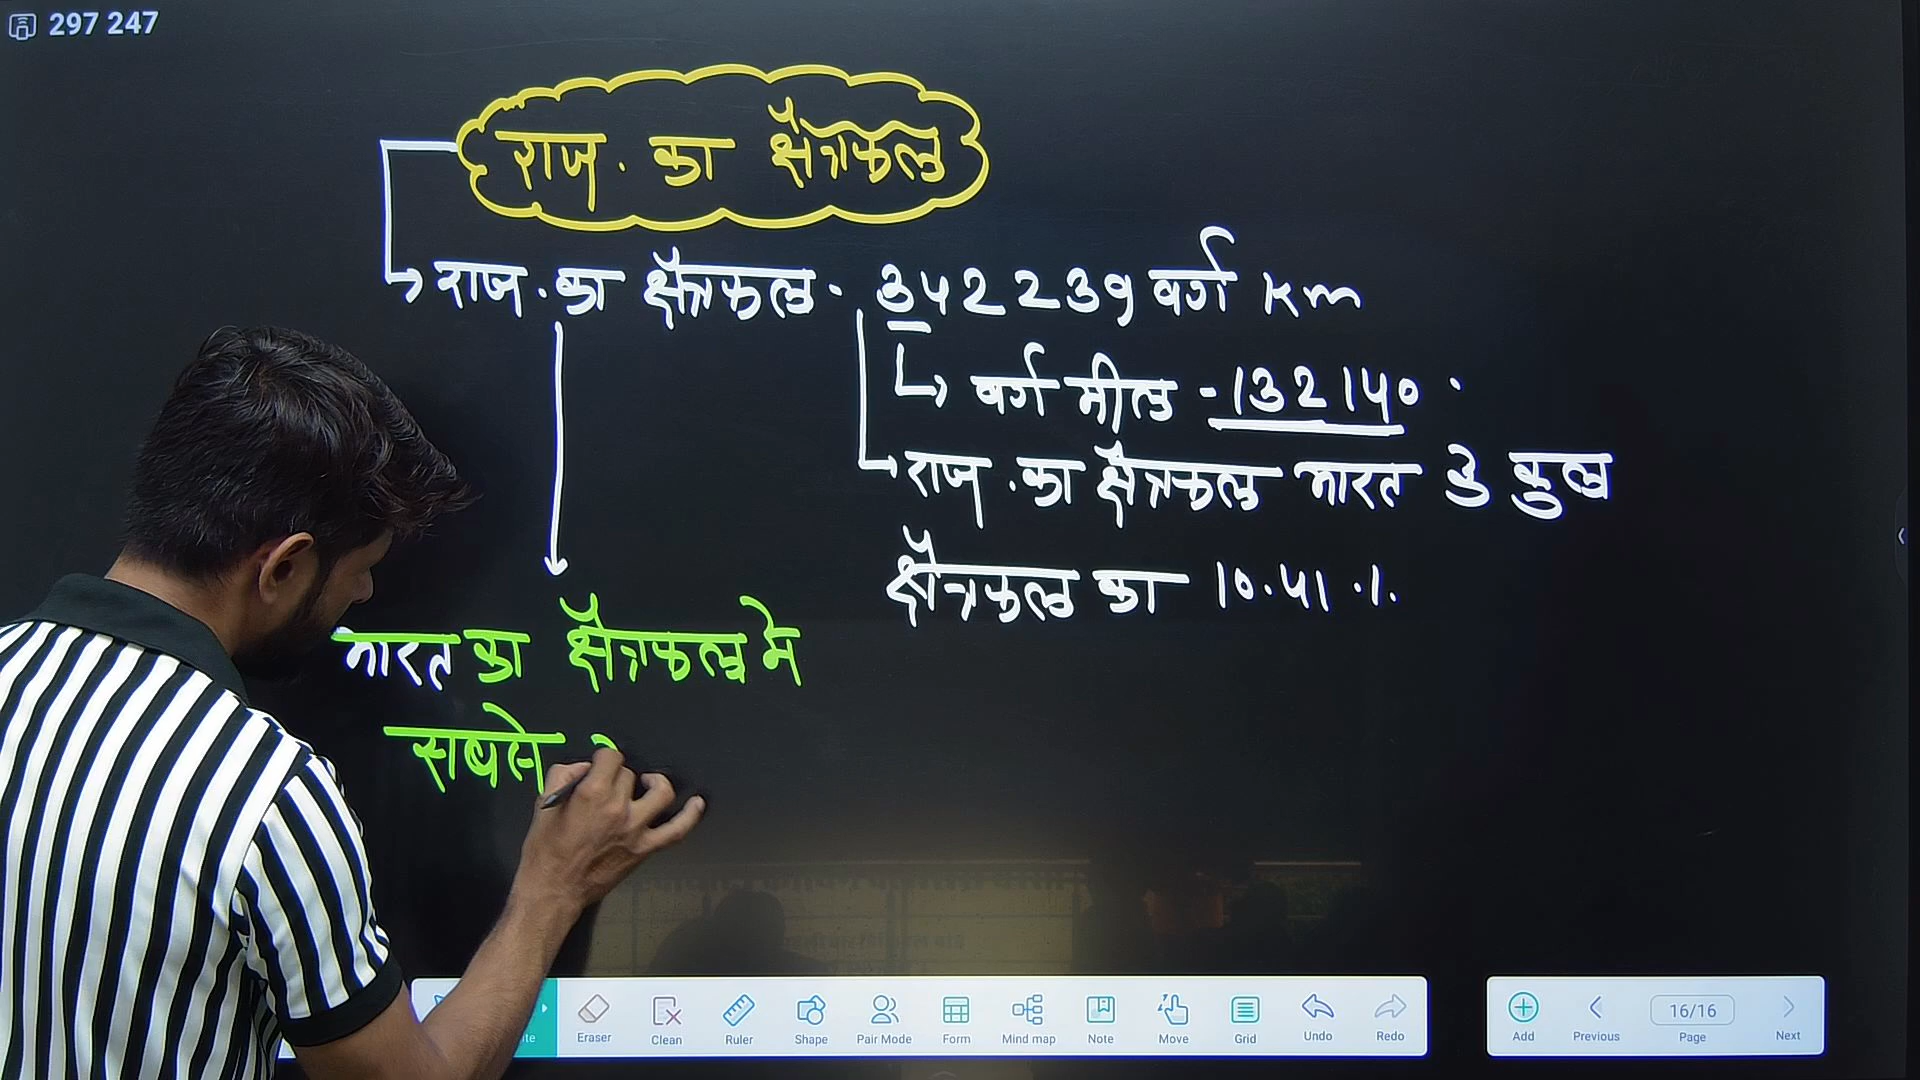 297 247
राज. का क्षेत्रफल
राज. का क्षेत्रफल - 342239 वर्ग Km
वर्ग मील - 132140
राज. का क्षेत्रफल भारत के कुल
क्षेत्रफल का 10.41 %
भारत का क्षेत्रफल मे
सबसे
Eraser Clean Ruler Shape Pair Mode Form Mind map Note Move Grid Undo Redo
Add Previous 16/16 Page Next